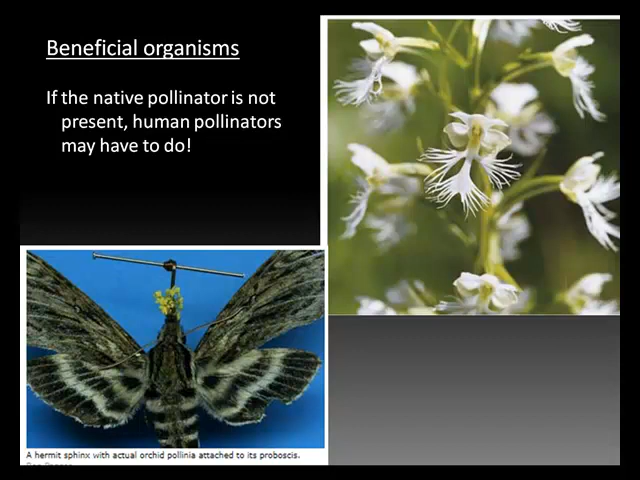 Beneficial organisms
If the native pollinator is not
present, human pollinators
may have to do!
A hermit sphinx with actual orchid pollinia attached to its proboscis.